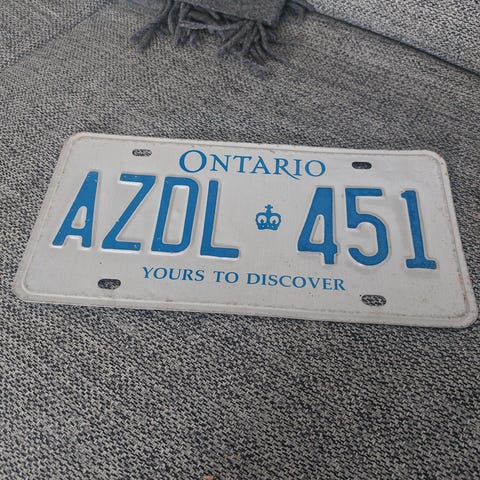 ONTARIO
AZDL 451
YOURS TO DISCOVER